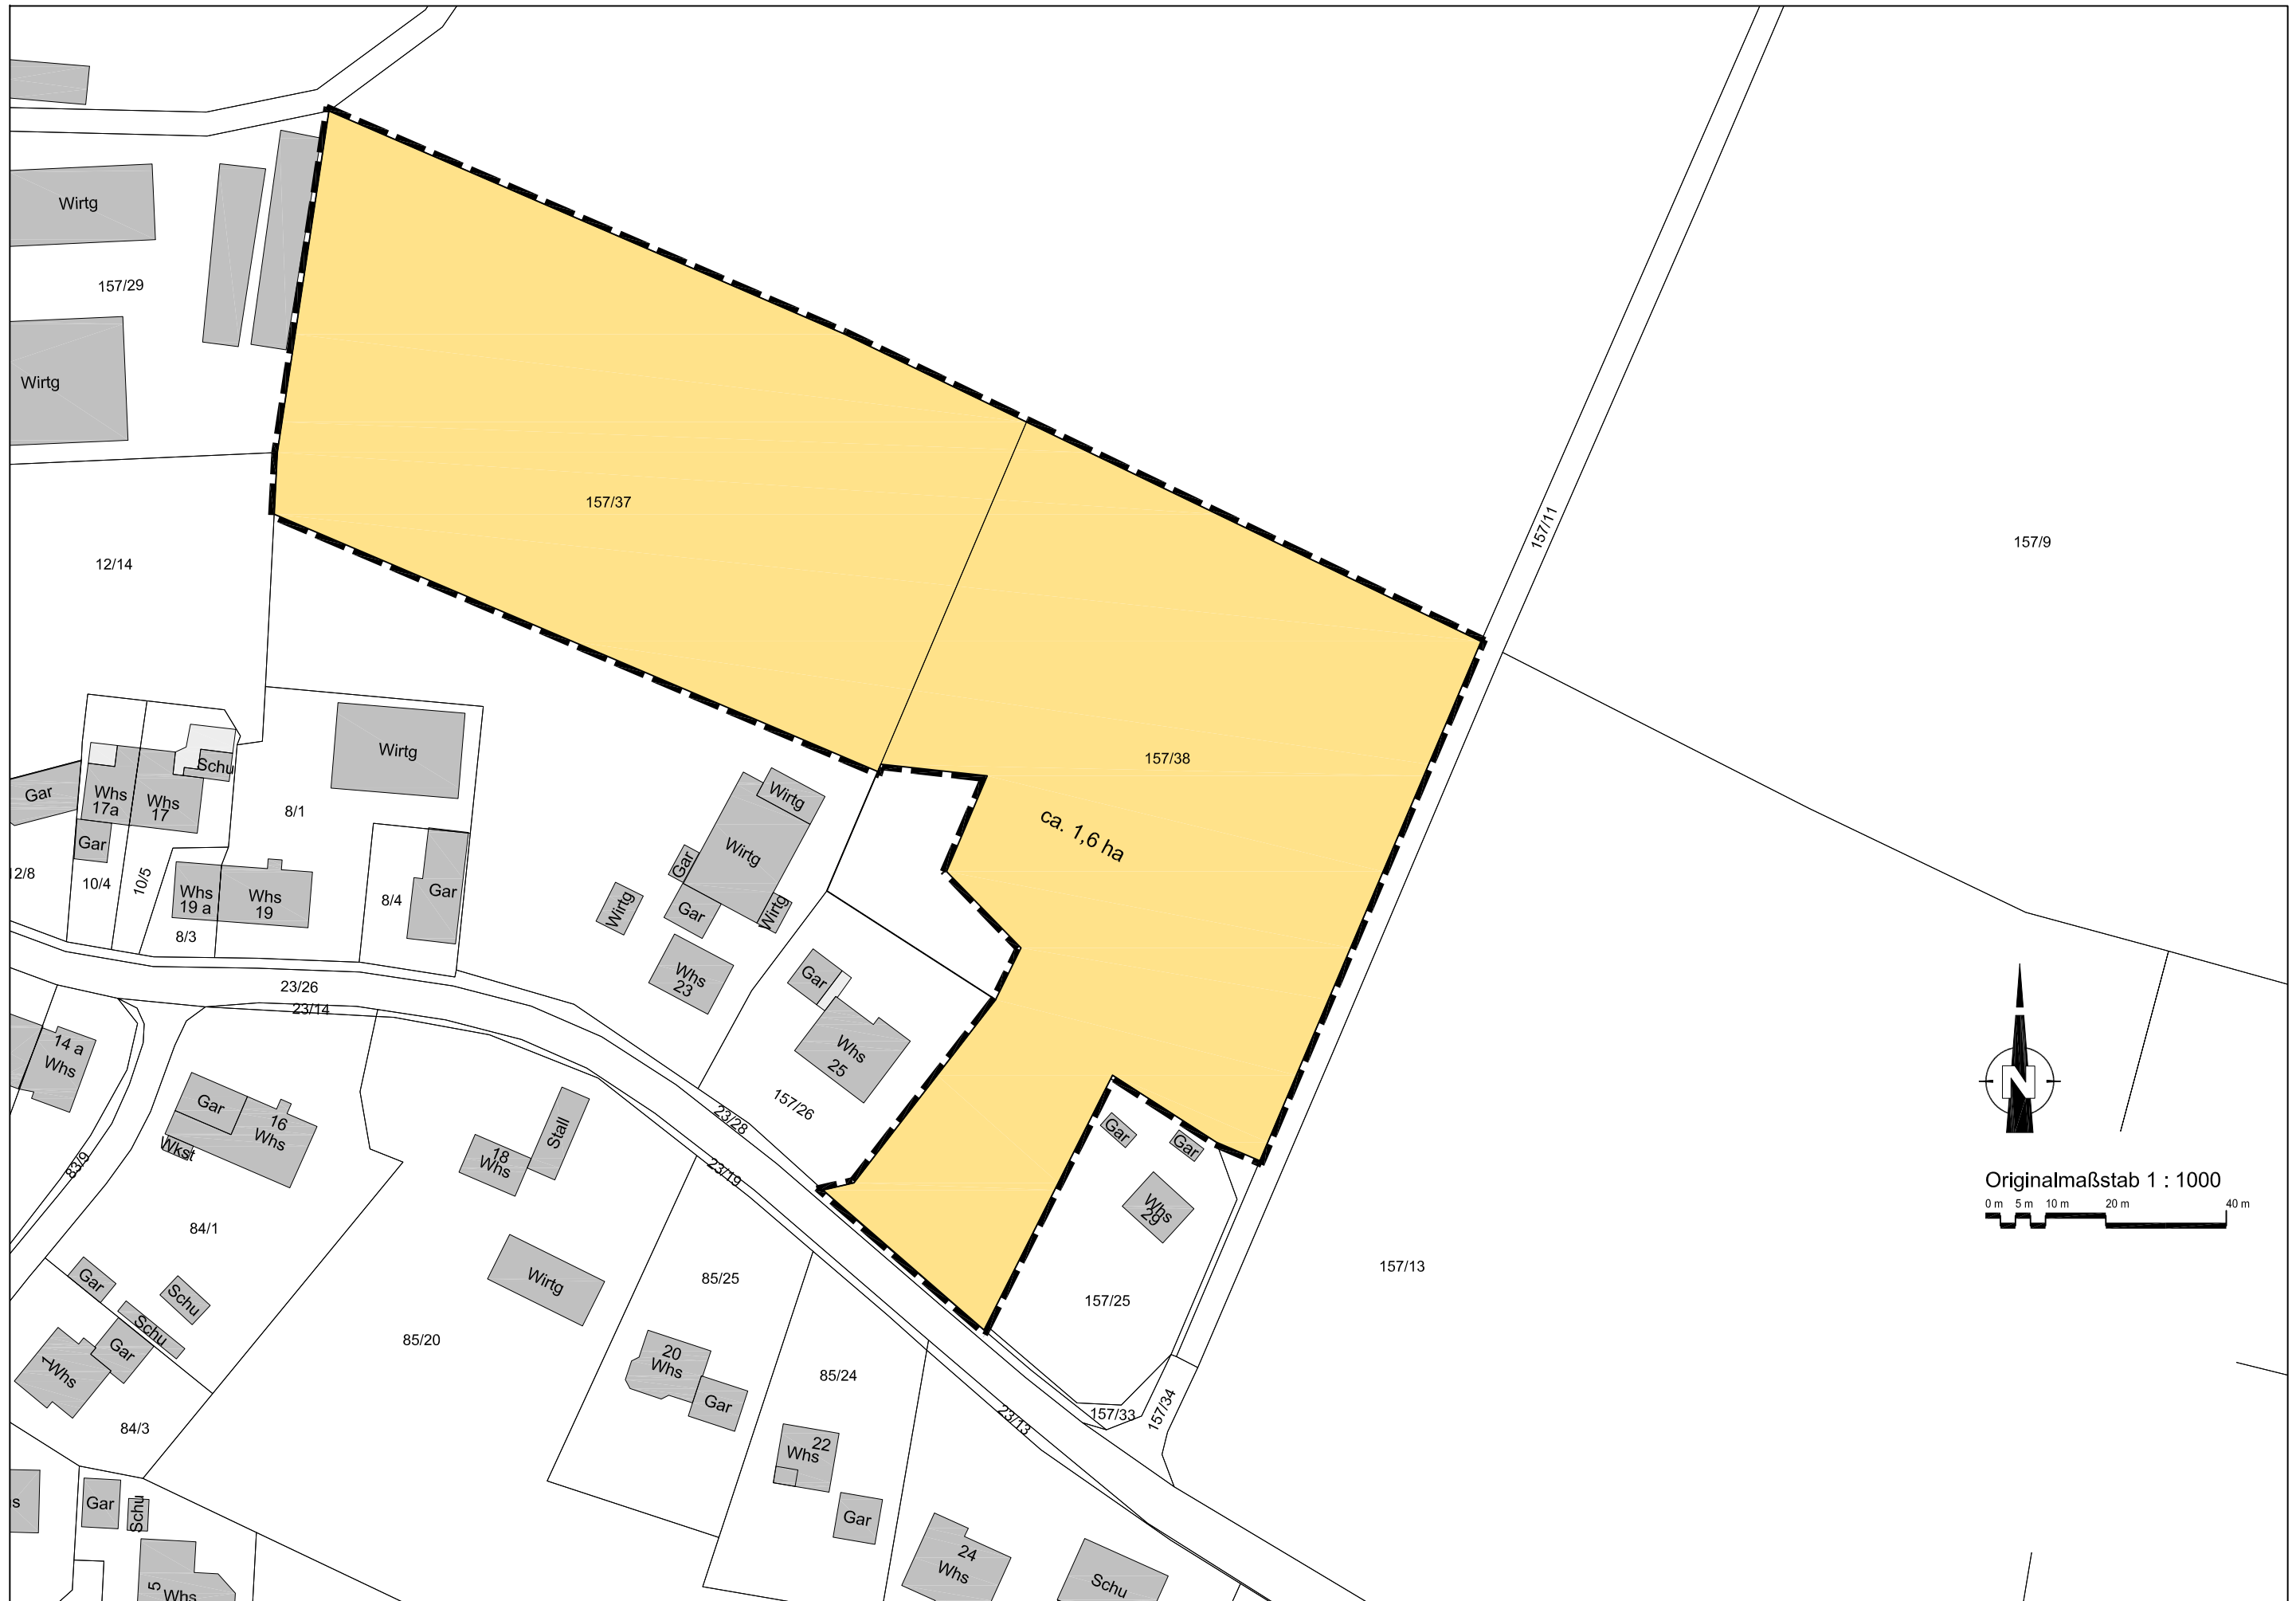 Wirtg
157/29
Wirtg
157/37
157/11
157/9
12/14
157/38
ca. 1,6 ha
Wirtg
Schu
Gar
Whs
17a
Whs
17
8/1
Gar
12/8
10/4
10/5
Whs
19 a
Whs
19
8/4
Gar
8/3
Wirtg
Wirtg
Gar
Wirtg
Gar
Wirtg
Whs
23
Gar
Whs
25
157/26
23/26
23/14
23/28
23/19
14 a
Whs
Gar
16
Whs
Wkst
83/9
18
Whs
Stall
84/1
Gar
Schu
Schu
Gar
1
Whs
84/3
Wirtg
85/20
85/25
20
Whs
Gar
85/24
22
Whs
Gar
23/13
24
Whs
Schu
Gar
Gar
Whs
29
157/25
157/33
157/34
157/13
N
Originalmaßstab 1 : 1000
0 m 5 m 10 m 20 m 40 m
s
Gar
Schu
5
Whs